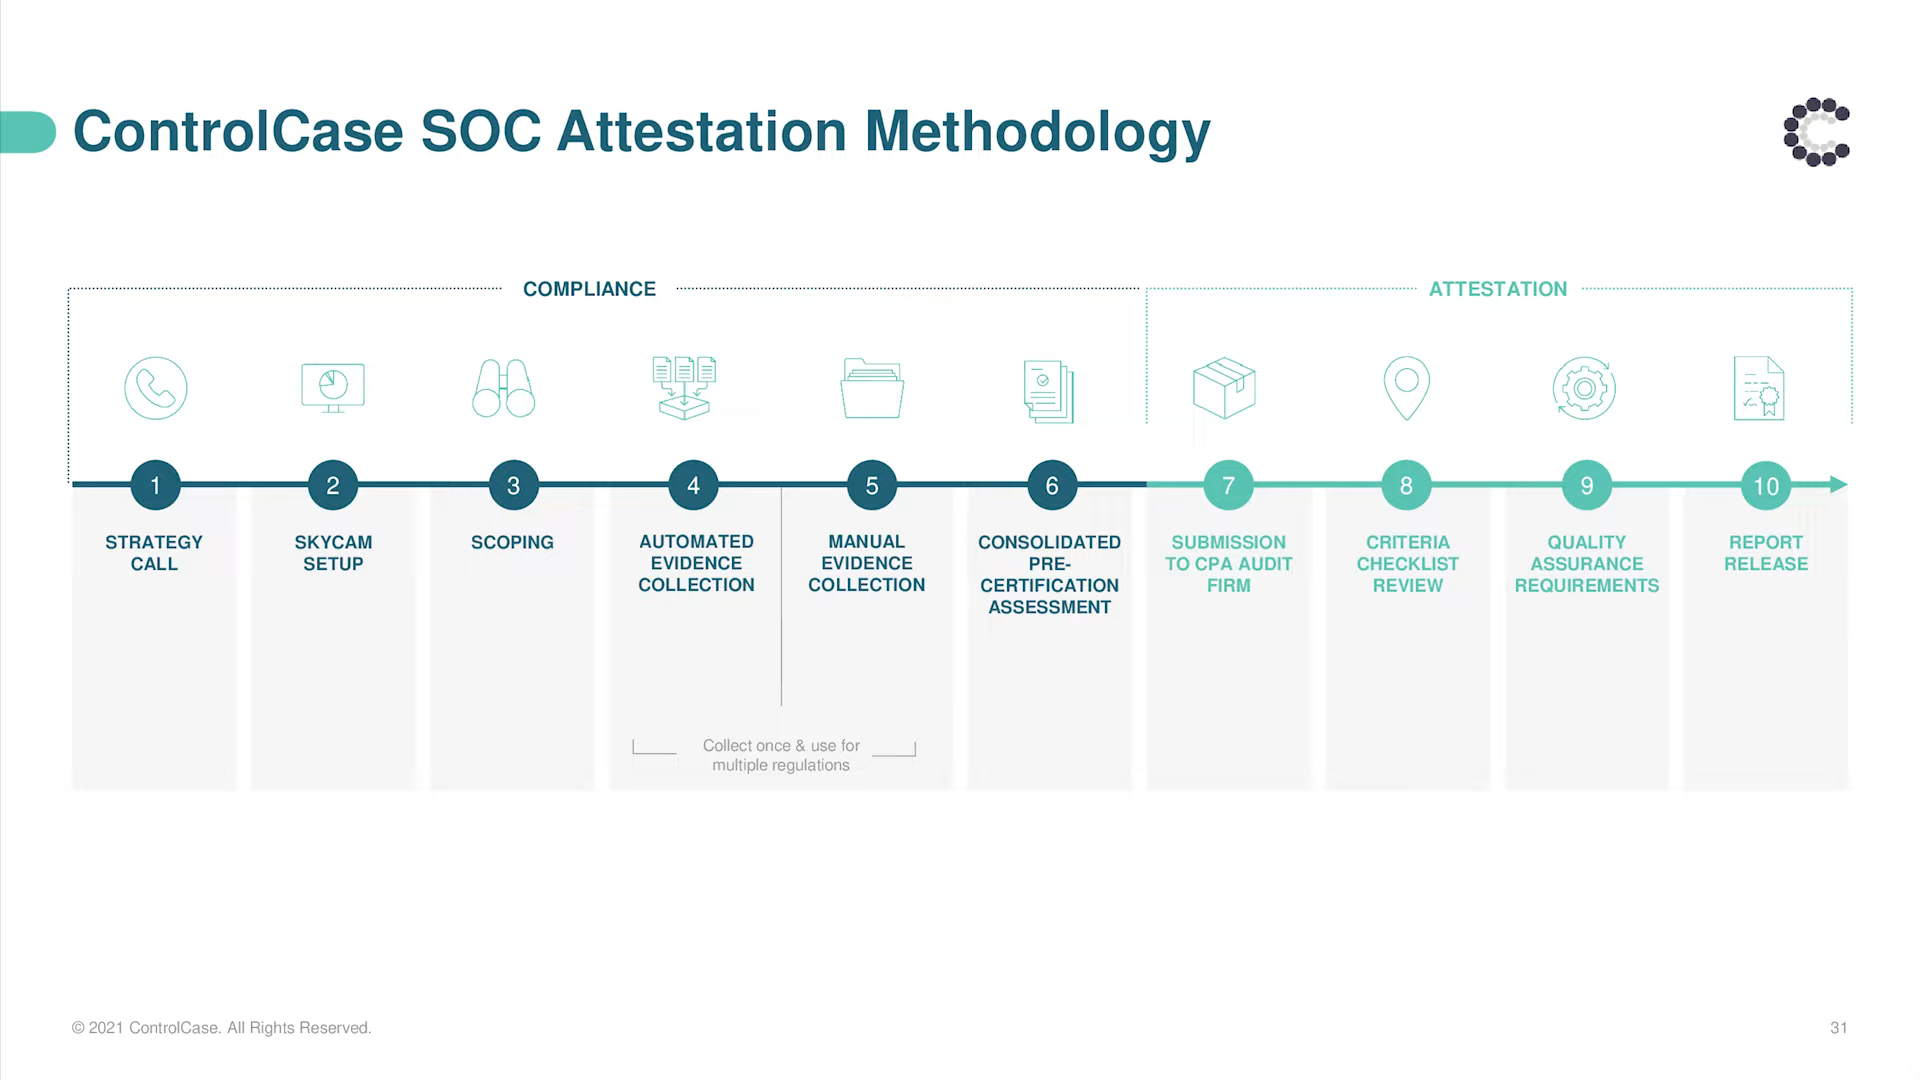 ControlCase SOC Attestation Methodology
COMPLIANCE
ATTESTATION
1
2
3
4
5
6
7
8
9
10
STRATEGY
CALL
SKYCAM
SETUP
SCOPING
AUTOMATED
EVIDENCE
COLLECTION
MANUAL
EVIDENCE
COLLECTION
CONSOLIDATED
PRE-
CERTIFICATION
ASSESSMENT
SUBMISSION
TO CPA AUDIT
FIRM
CRITERIA
CHECKLIST
REVIEW
QUALITY
ASSURANCE
REQUIREMENTS
REPORT
RELEASE
Collect once & use for
multiple regulations
© 2021 ControlCase. All Rights Reserved.
31